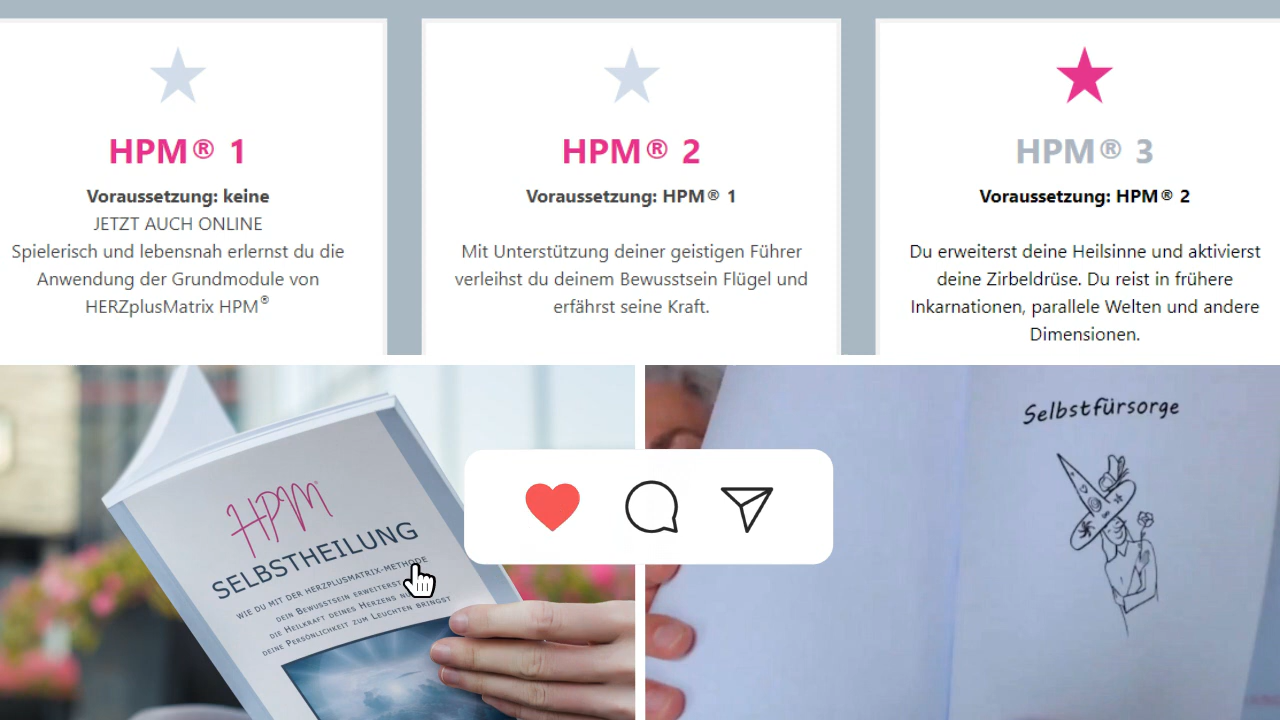 HPM® 1
Voraussetzung: keine
JETZT AUCH ONLINE
Spielerisch und lebensnah erlernst du die
Anwendung der Grundmodule von
HERZplusMatrix HPM®
HPM® 2
Voraussetzung: HPM® 1
Mit Unterstützung deiner geistigen Führer
verleihst du deinem Bewusstsein Flügel und
erfährst seine Kraft.
HPM® 3
Voraussetzung: HPM® 2
Du erweiterst deine Heilsinne und aktivierst
deine Zirbeldrüse. Du reist in frühere
Inkarnationen, parallele Welten und andere
Dimensionen.
HPM
SELBSTHEILUNG
WIE DU MIT DER HERZPLUSMATRIX-METHODE
DEIN BEWUSSTSEIN ERWEITERST
DIE HEILKRAFT DEINES HERZENS
DEINE PERSÖNLICHKEIT ZUM LEUCHTEN BRINGST
Selbstfürsorge